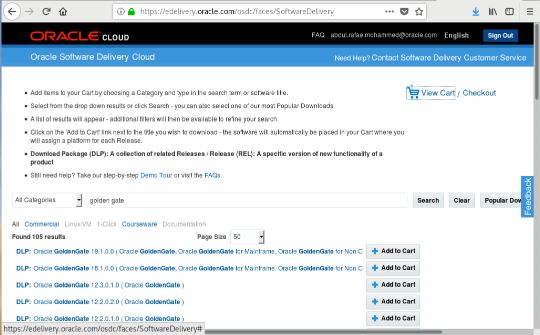 https://edelivery.oracle.com/osdc/faces/SoftwareDelivery
ORACLE CLOUD
FAQ aboul.rafae.mohammed@oracle.com English Sign Out
Oracle Software Delivery Cloud
Need Help? Contact Software Delivery Customer Service
Add items to your Cart by choosing a Category and type in the search term or software title.
View Cart / Checkout
Select from the drop down results or click Search - you can also select one of our most Popular Downloads.
A list of results will appear - additional filters will then be available to refine your search.
Click on the 'Add to Cart' link next to the title you wish to download - the software will automatically be placed in your Cart where you
will assign a platform for each Release.
Download Package (DLP): A collection of related Releases / Release (REL): A specific version of new functionality of a
product
Still need help? Take our step-by-step Demo Tour or visit the FAQs.
Feedback
All Categories golden gate Search Clear Popular Dow
All Commercial Linux/VM 1-Click Courseware Documentation
Found 105 results Page Size 50
DLP: Oracle GoldenGate 19.1.0.0 ( Oracle GoldenGate, Oracle GoldenGate for Mainframe, Oracle GoldenGate for Non C + Add to Cart
DLP: Oracle GoldenGate 18.1.0.0 ( Oracle GoldenGate, Oracle GoldenGate for Mainframe, Oracle GoldenGate for Non C + Add to Cart
DLP: Oracle GoldenGate 12.3.0.1.0 ( Oracle GoldenGate ) + Add to Cart
DLP: Oracle GoldenGate 12.2.0.2.0 ( Oracle GoldenGate ) + Add to Cart
DLP: Oracle GoldenGate 12.2.0.1.0 ( Oracle GoldenGate ) + Add to Cart
https://edelivery.oracle.com/osdc/faces/SoftwareDelivery#